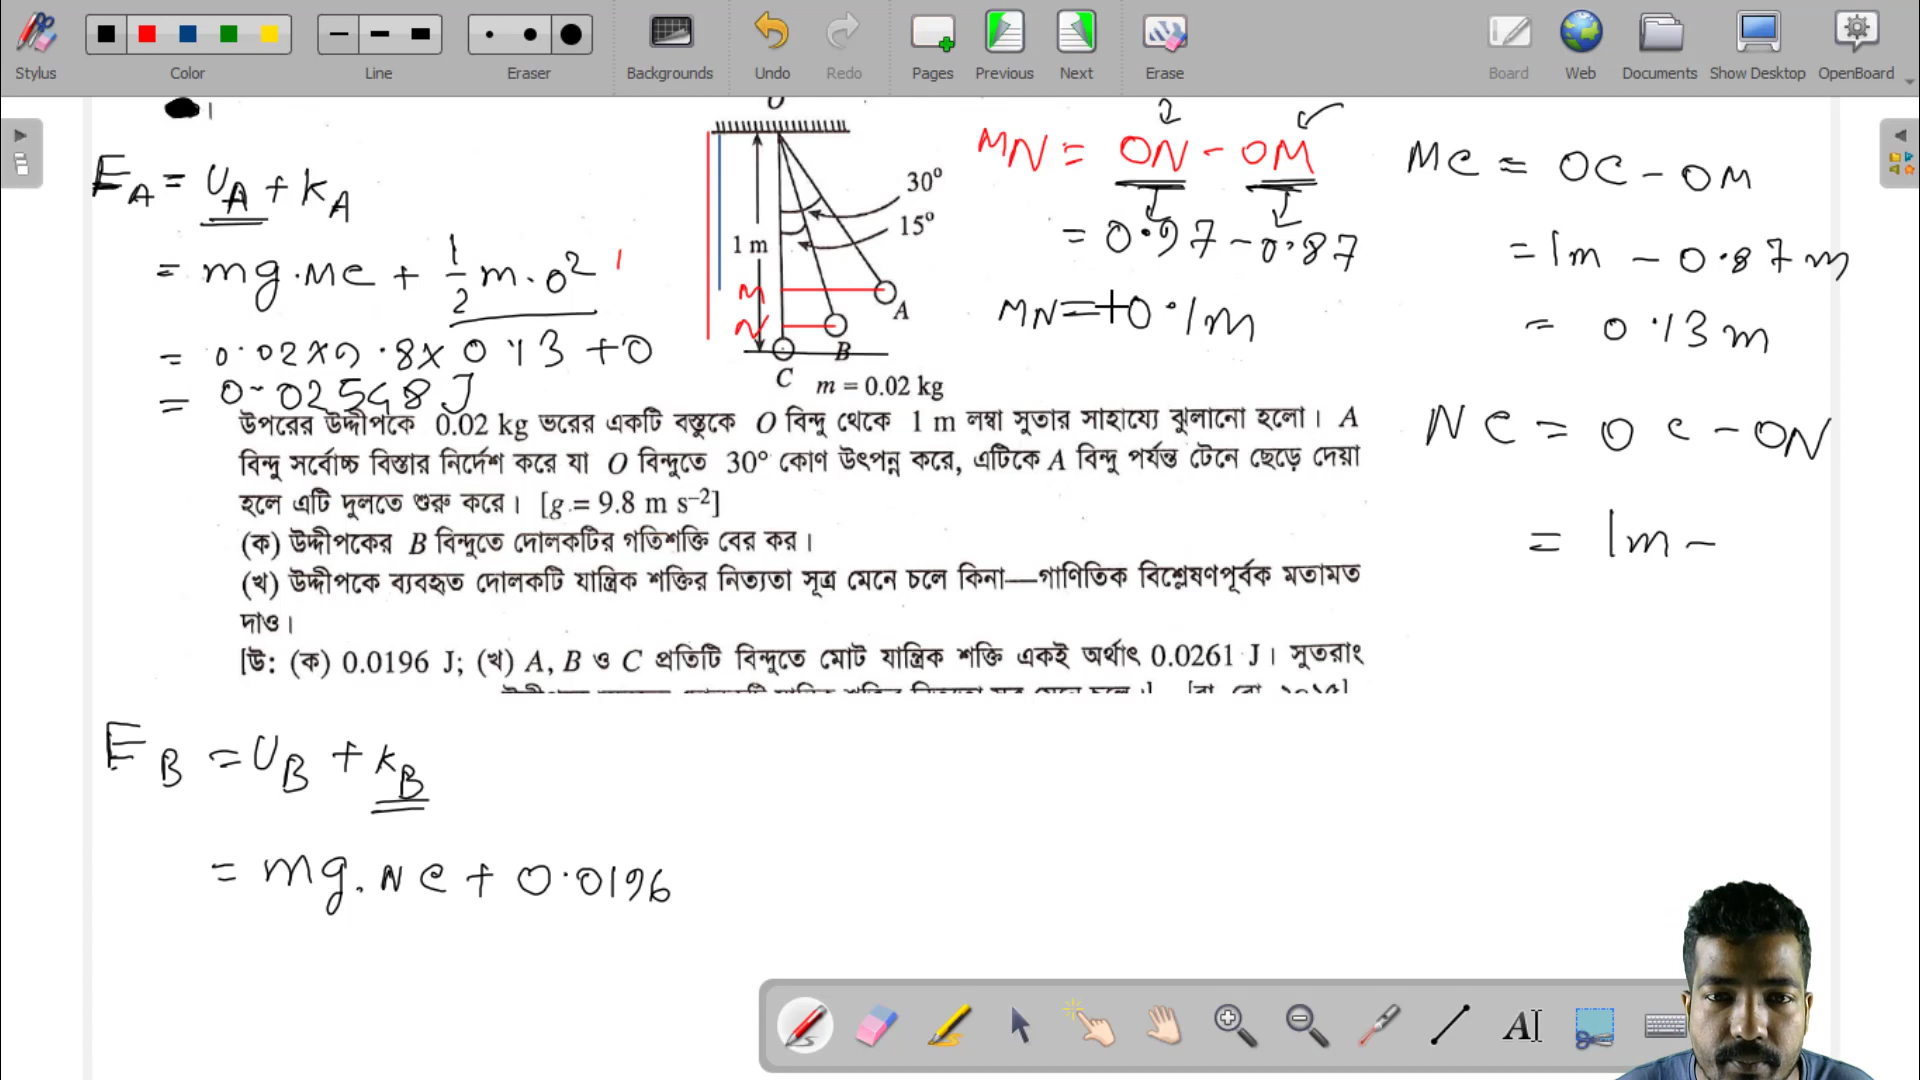 Stylus Color Line Eraser Backgrounds Undo Redo Pages Previous Next Erase Board Web Documents Show Desktop OpenBoard
E_A = U_A + K_A
= mg.MC + 1/2 m.0²
= 0.02×9.8×0.13 + 0
= 0.02548 J
O
30°
15°
1 m
M
N
A
B
C
m = 0.02 kg
MN = ON - OM
= 0.97 - 0.87
MN = +0.1m
MC = OC - OM
= 1m - 0.87m
= 0.13m
NC = OC - ON
= 1m -
উপরের উদ্দীপকে 0.02 kg ভরের একটি বস্তুকে O বিন্দু থেকে 1 m লম্বা সুতার সাহায্যে ঝুলানো হলো। A
বিন্দু সর্বোচ্চ বিস্তার নির্দেশ করে যা O বিন্দুতে 30° কোণ উৎপন্ন করে, এটিকে A বিন্দু পর্যন্ত টেনে ছেড়ে দেয়া
হলে এটি দুলতে শুরু করে। [g = 9.8 m s⁻²]
(ক) উদ্দীপকের B বিন্দুতে দোলকটির গতিশক্তি বের কর।
(খ) উদ্দীপকে ব্যবহৃত দোলকটি যান্ত্রিক শক্তির নিত্যতা সূত্র মেনে চলে কিনা—গাণিতিক বিশ্লেষণপূর্বক মতামত
দাও।
[উ: (ক) 0.0196 J; (খ) A, B ও C প্রতিটি বিন্দুতে মোট যান্ত্রিক শক্তি একই অর্থাৎ 0.0261 J। সুতরাং
E_B = U_B + K_B
= mg.NC + 0.0196